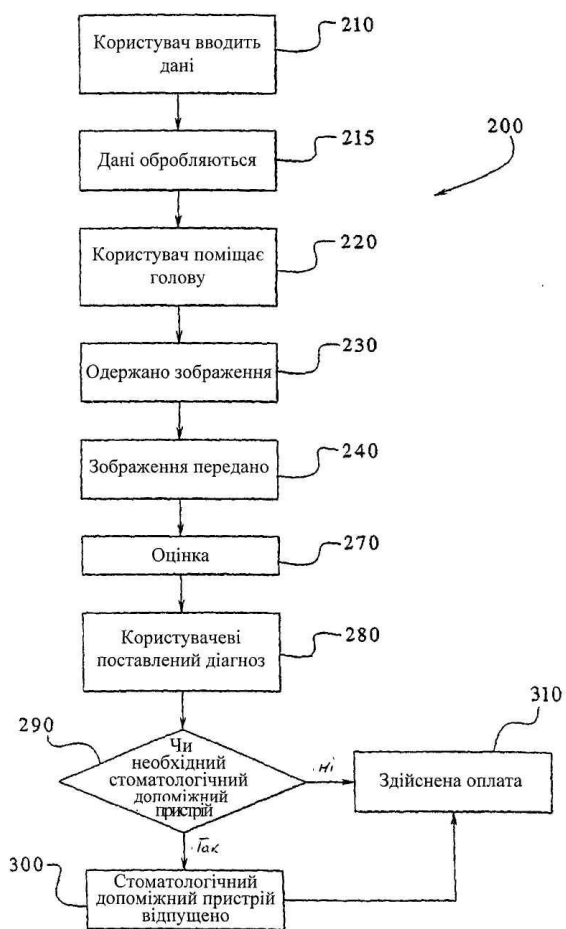 Користувач вводить
дані
210
200
Дані обробляються
215
Користувач поміщає
голову
220
Одержано зображення
230
Зображення передано
240
Оцінка
270
Користувачеві
поставлений діагноз
280
290
Чи
необхідний
стоматологічний
допоміжний
пристрій
ні
310
Здійснена оплата
Так
300
Стоматологічний
допоміжний пристрій
відпущено